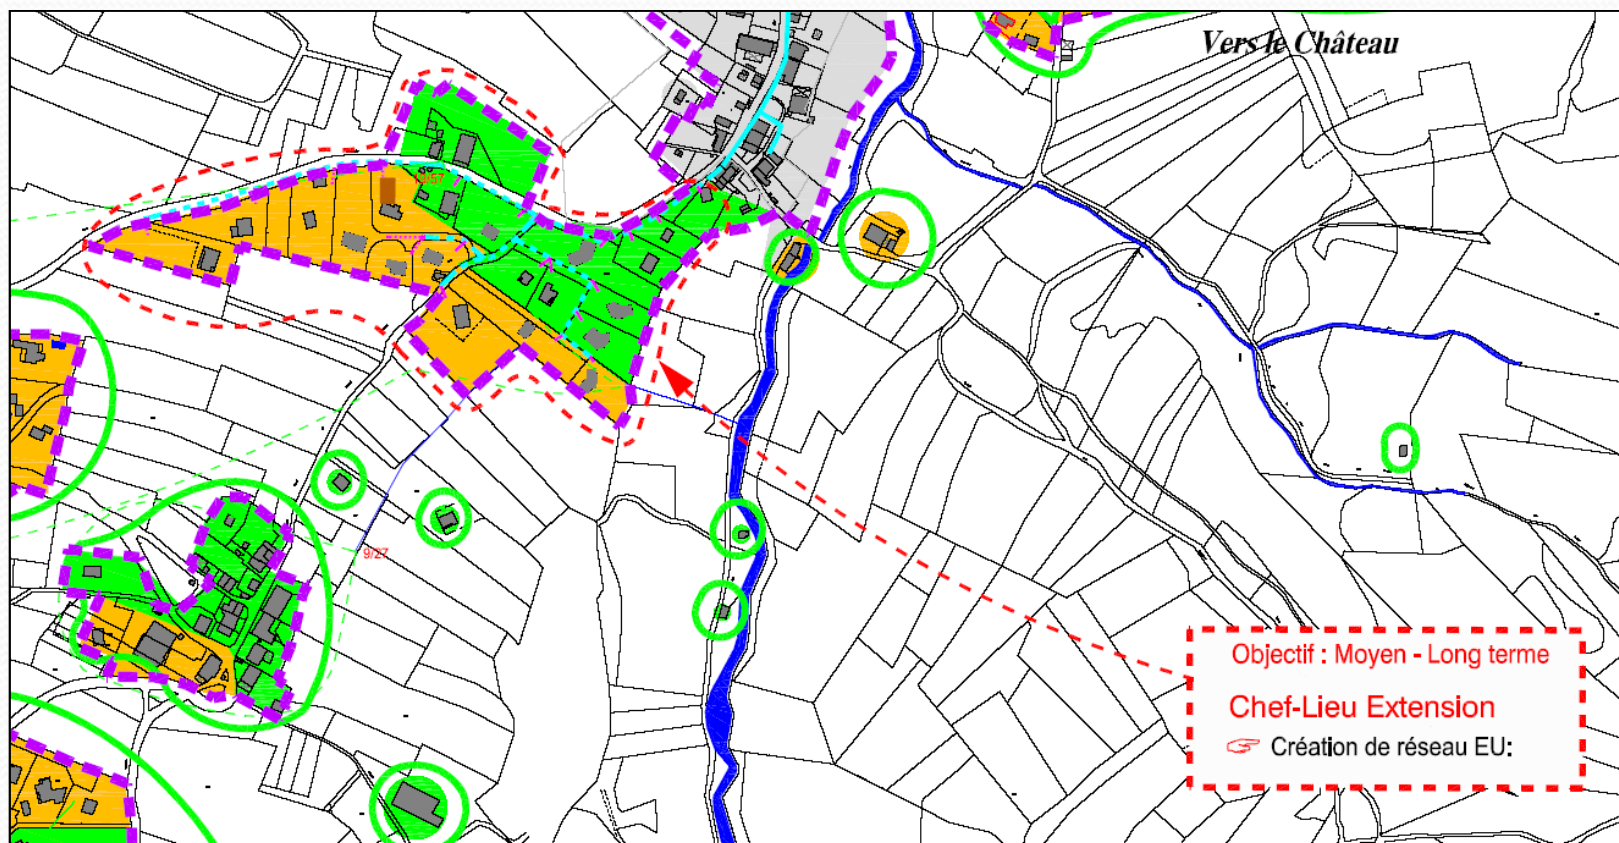 Vers le Château
9/27
Objectif : Moyen - Long terme
Chef-Lieu Extension
☞ Création de réseau EU: